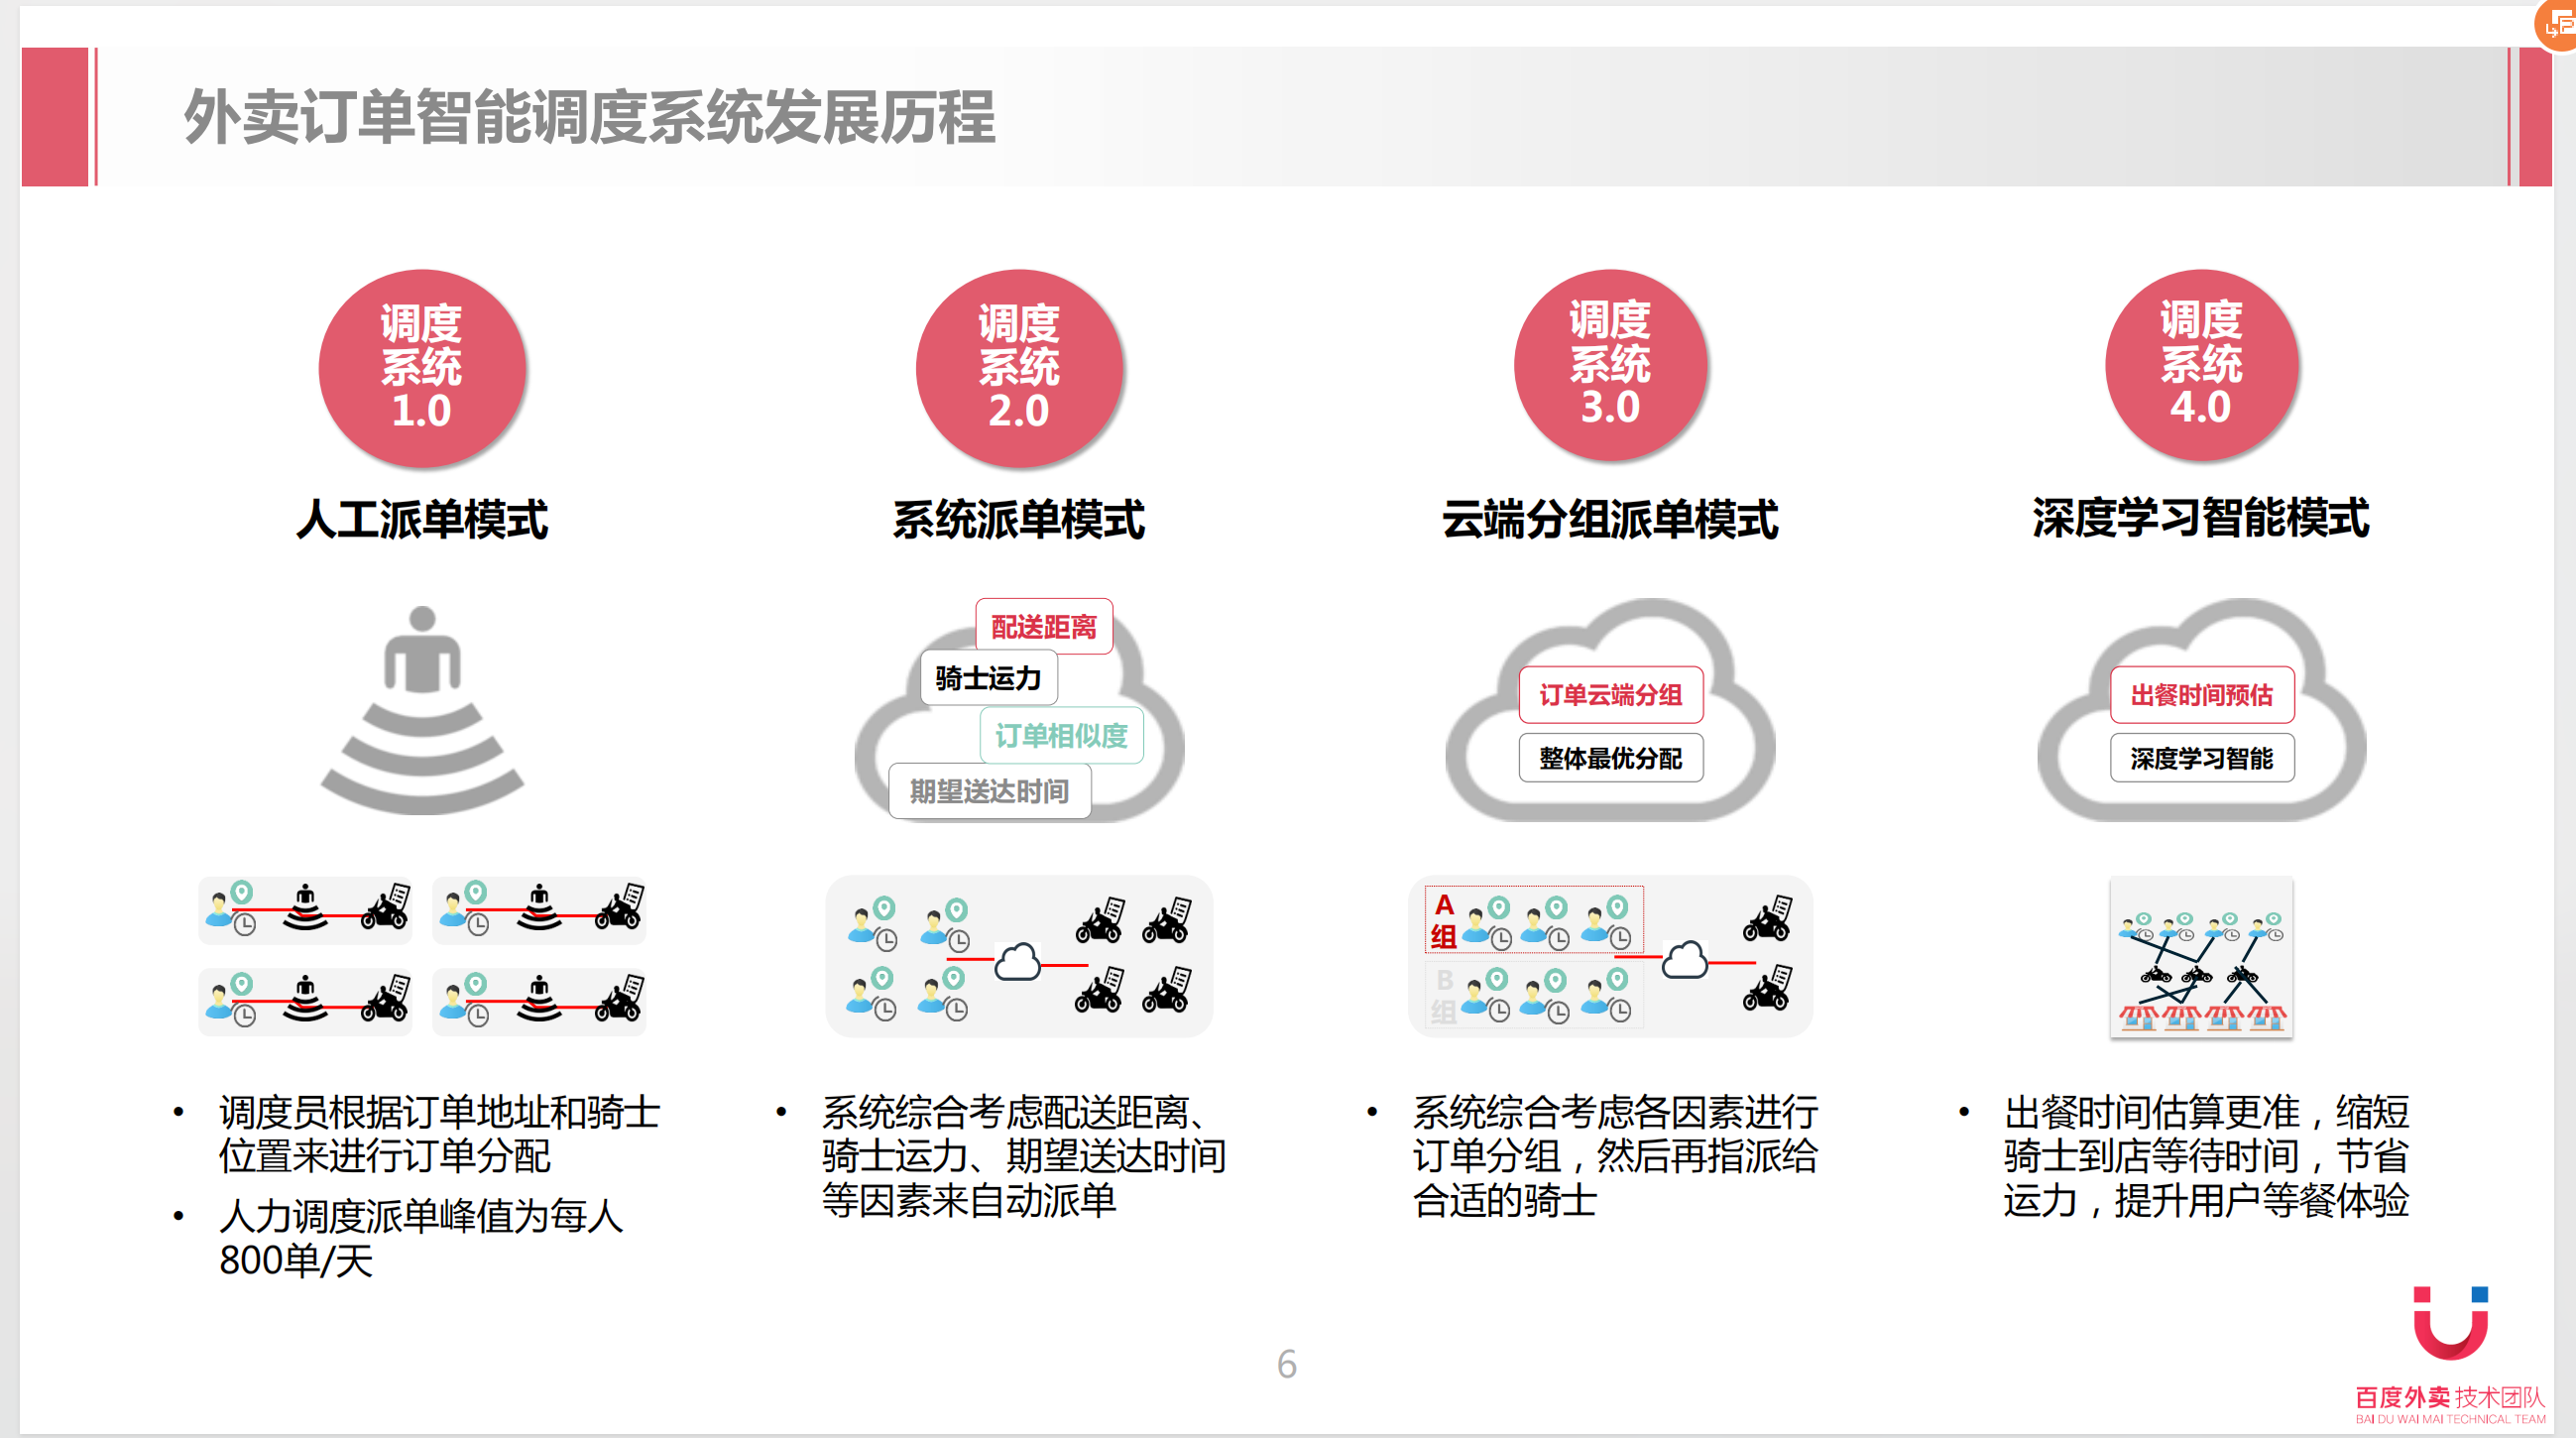 外卖订单智能调度系统发展历程
调度
系统
1.0
人工派单模式
调度员根据订单地址和骑士
位置来进行订单分配
人力调度派单峰值为每人
800单/天
调度
系统
2.0
系统派单模式
配送距离
骑士运力
订单相似度
期望送达时间
系统综合考虑配送距离、
骑士运力、期望送达时间
等因素来自动派单
调度
系统
3.0
云端分组派单模式
订单云端分组
整体最优分配
A
组
B
组
系统综合考虑各因素进行
订单分组，然后再指派给
合适的骑士
调度
系统
4.0
深度学习智能模式
出餐时间预估
深度学习智能
出餐时间估算更准，缩短
骑士到店等待时间，节省
运力，提升用户等餐体验
6
百度外卖技术团队
BAI DU WAI MAI TECHNICAL TEAM